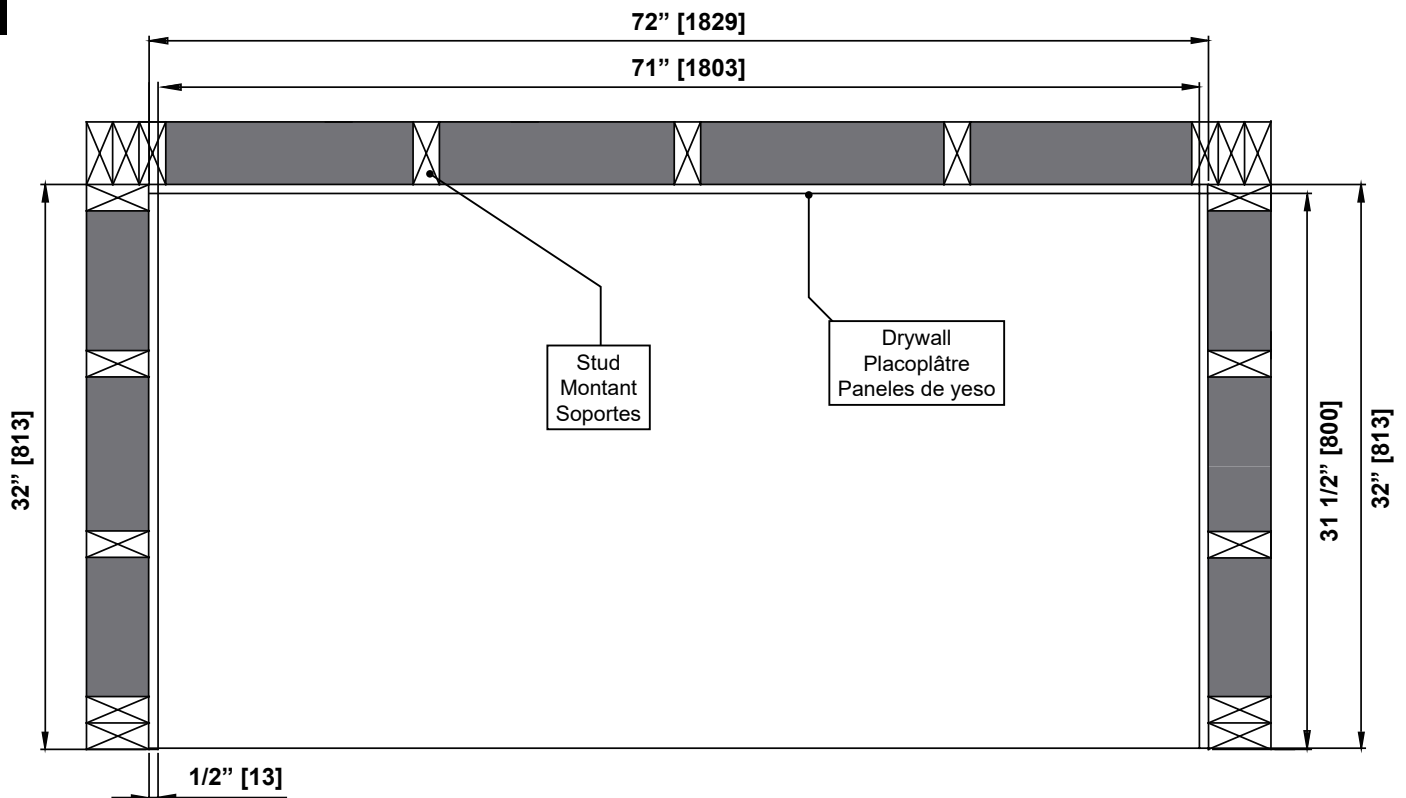 72” [1829]
71” [1803]
Stud
Montant
Soportes
Drywall
Placoplâtre
Paneles de yeso
32” [813]
31 1/2” [800]
32” [813]
1/2” [13]